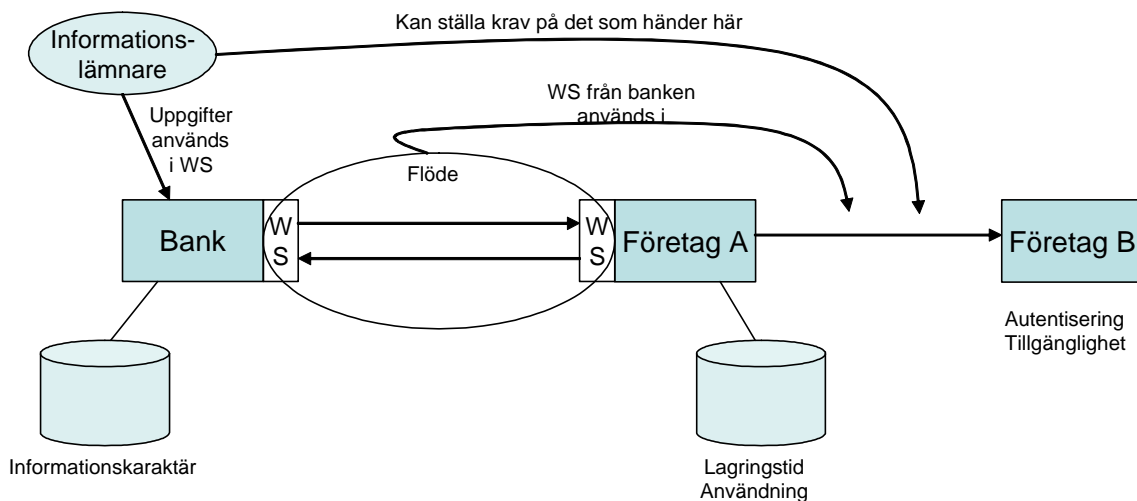 Kan ställa krav på det som händer här
Informations-
lämnare
WS från banken
används i
Uppgifter
används
i WS
Flöde
Bank
W
S
W
S
Företag A
Företag B
Autentisering
Tillgänglighet
Informationskaraktär
Lagringstid
Användning